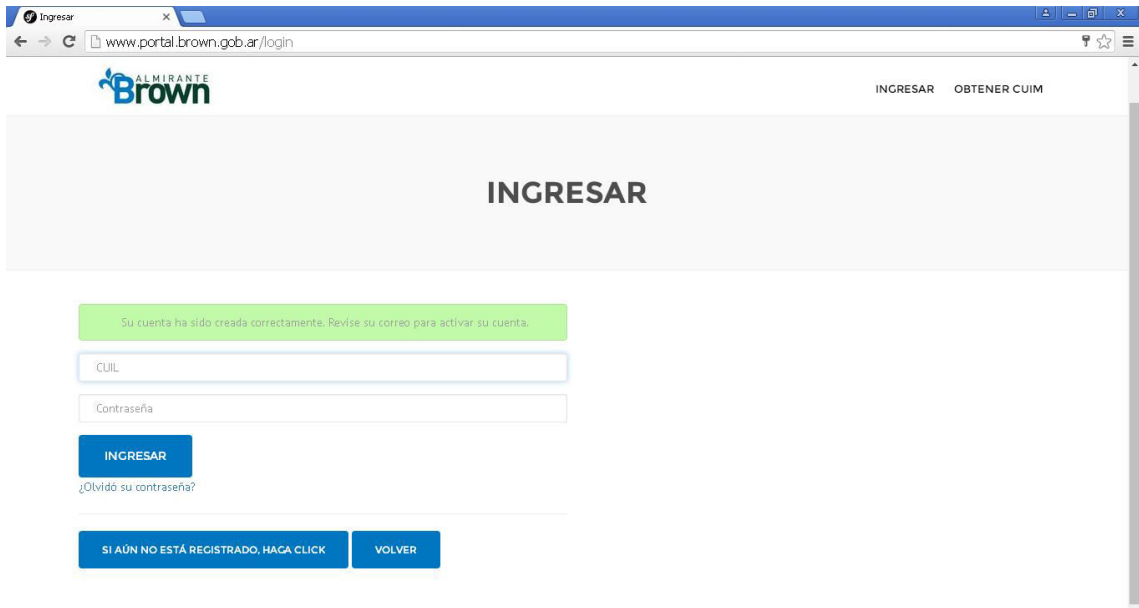 Ingresar
www.portal.brown.gob.ar/login
ALMIRANTE
Brown
INGRESAR OBTENER CUIM
INGRESAR
Su cuenta ha sido creada correctamente. Revise su correo para activar su cuenta.
CUIL
Contraseña
INGRESAR
¿Olvidó su contraseña?
SI AÚN NO ESTÁ REGISTRADO, HAGA CLICK VOLVER